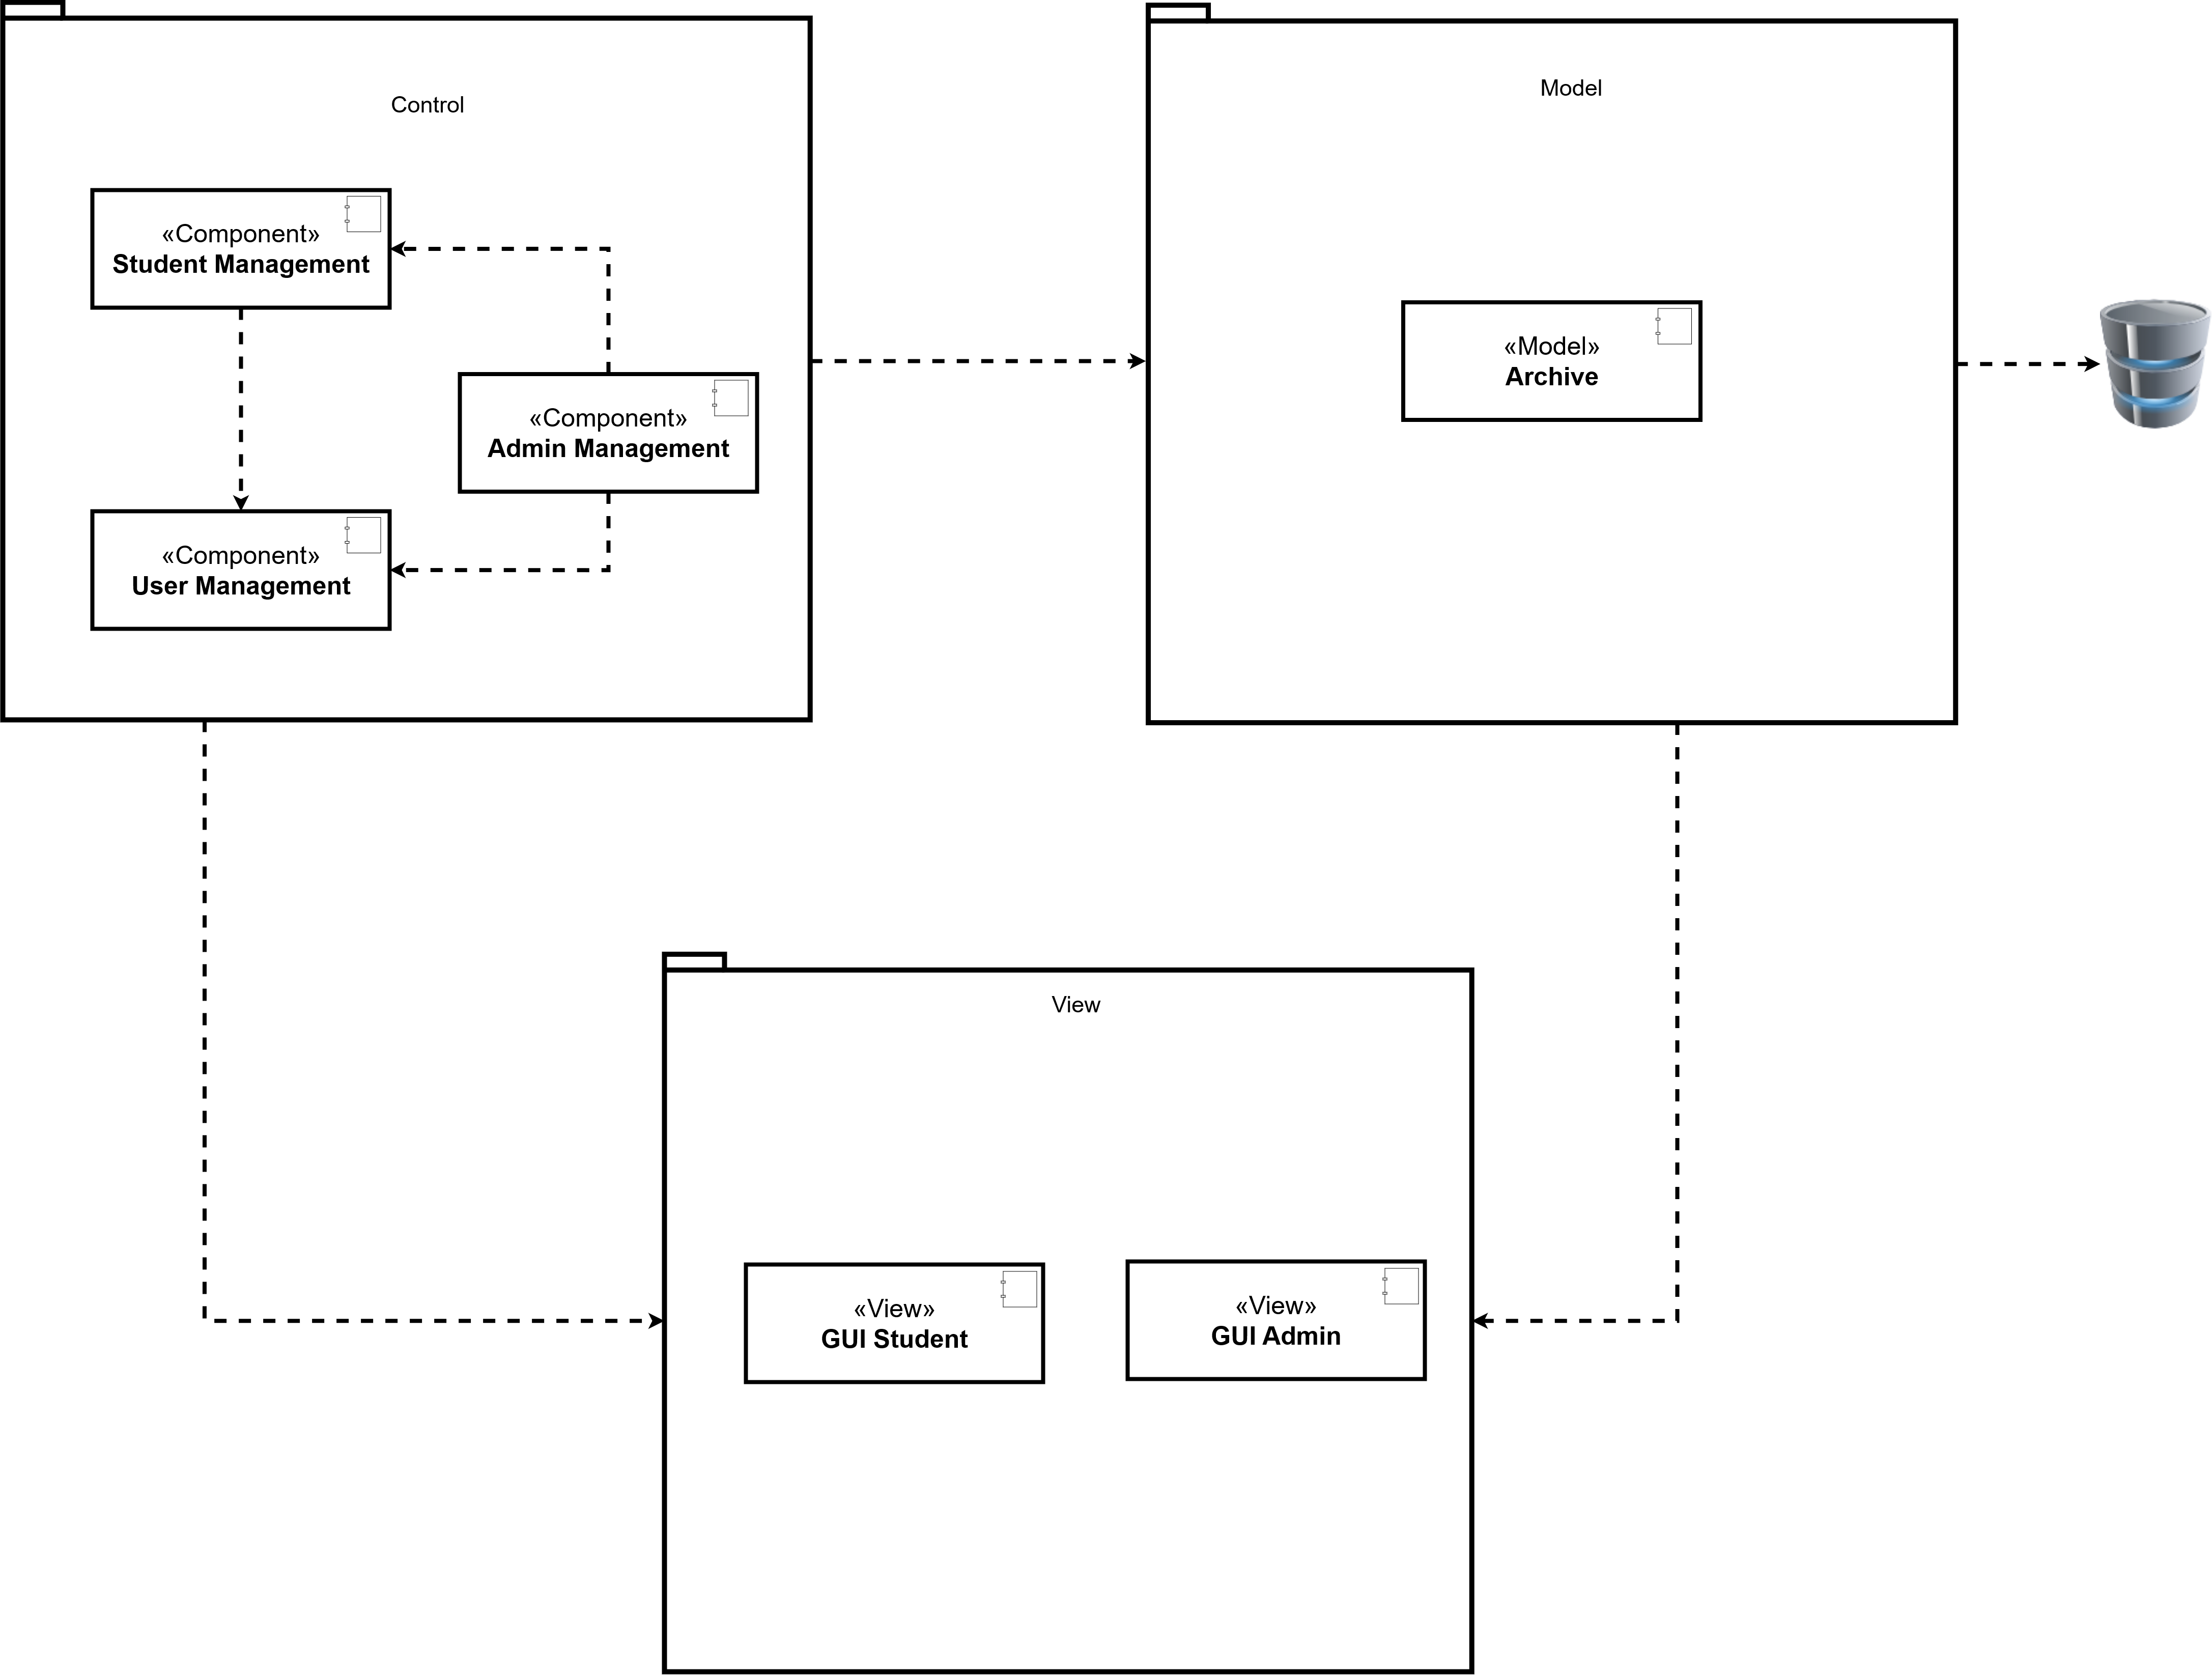 Control
«Component»
Student Management
«Component»
Admin Management
«Component»
User Management
Model
«Model»
Archive
View
«View»
GUI Student
«View»
GUI Admin